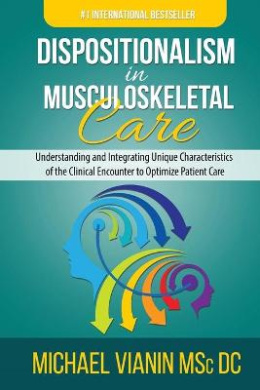 #1 INTERNATIONAL BESTSELLER
DISPOSITIONALISM
in
MUSCULOSKELETAL
Care
Understanding and Integrating Unique Characteristics
of the Clinical Encounter to Optimize Patient Care
MICHAEL VIANIN MSc DC